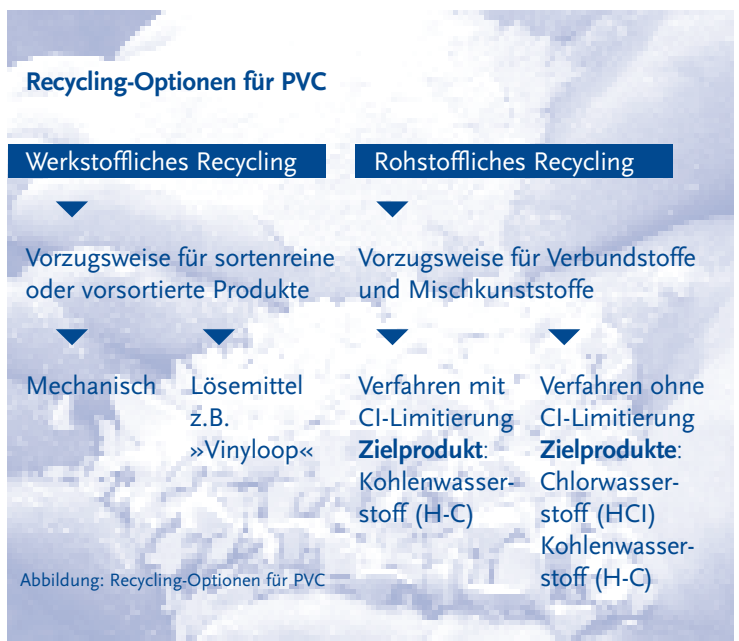 Recycling-Optionen für PVC
Werkstoffliches Recycling
Vorzugsweise für sortenreine
oder vorsortierte Produkte
Mechanisch
Lösemittel
z.B.
»Vinyloop«
Rohstoffliches Recycling
Vorzugsweise für Verbundstoffe
und Mischkunststoffe
Verfahren mit
Cl-Limitierung
Zielprodukt:
Kohlenwasser-
stoff (H-C)
Verfahren ohne
Cl-Limitierung
Zielprodukte:
Chlorwasser-
stoff (HCl)
Kohlenwasser-
stoff (H-C)
Abbildung: Recycling-Optionen für PVC